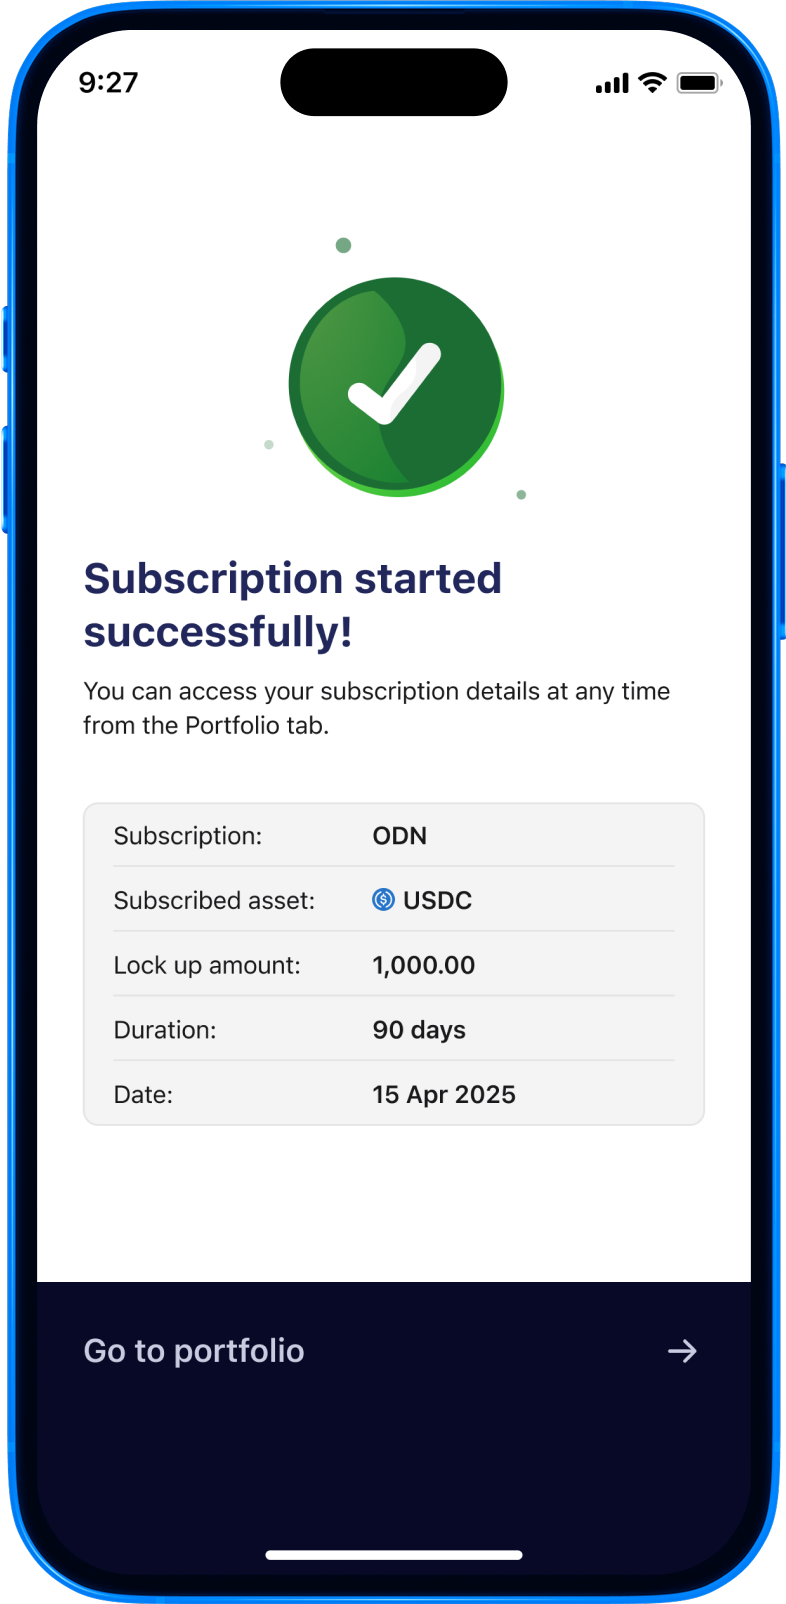 9:27
Subscription started
successfully!
You can access your subscription details at any time
from the Portfolio tab.
Subscription: ODN
Subscribed asset: USDC
Lock up amount: 1,000.00
Duration: 90 days
Date: 15 Apr 2025
Go to portfolio